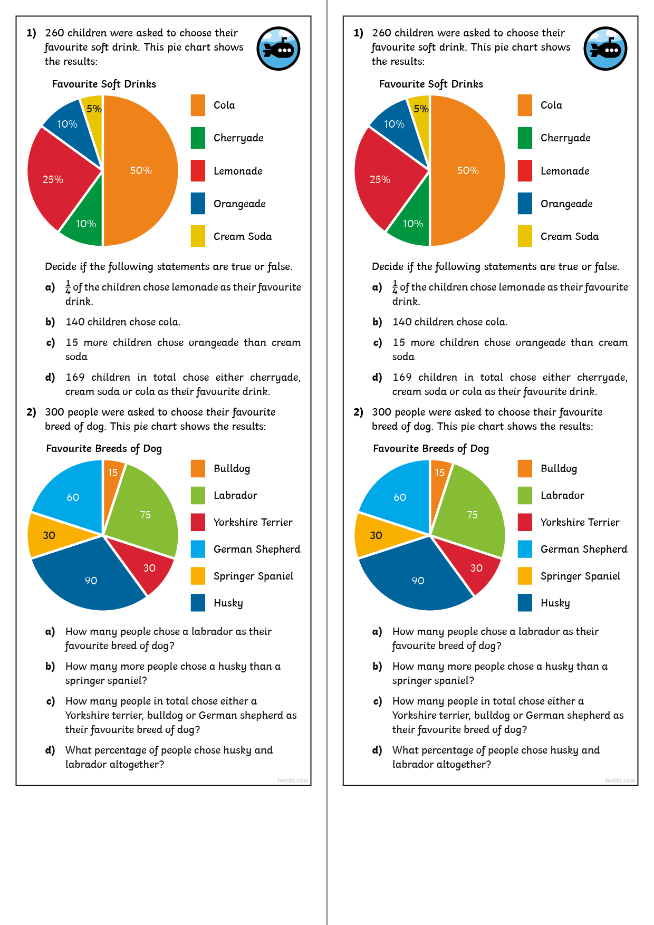 1) 260 children were asked to choose their
favourite soft drink. This pie chart shows
the results:
Favourite Soft Drinks
5%
10%
25%
50%
10%
Cola
Cherryade
Lemonade
Orangeade
Cream Soda
Decide if the following statements are true or false.
a) 1/4 of the children chose lemonade as their favourite
drink.
b) 140 children chose cola.
c) 15 more children chose orangeade than cream
soda
d) 169 children in total chose either cherryade,
cream soda or cola as their favourite drink.
2) 300 people were asked to choose their favourite
breed of dog. This pie chart shows the results:
Favourite Breeds of Dog
15
60
75
30
30
90
Bulldog
Labrador
Yorkshire Terrier
German Shepherd
Springer Spaniel
Husky
a) How many people chose a labrador as their
favourite breed of dog?
b) How many more people chose a husky than a
springer spaniel?
c) How many people in total chose either a
Yorkshire terrier, bulldog or German shepherd as
their favourite breed of dog?
d) What percentage of people chose husky and
labrador altogether?
1) 260 children were asked to choose their
favourite soft drink. This pie chart shows
the results:
Favourite Soft Drinks
5%
10%
25%
50%
10%
Cola
Cherryade
Lemonade
Orangeade
Cream Soda
Decide if the following statements are true or false.
a) 1/4 of the children chose lemonade as their favourite
drink.
b) 140 children chose cola.
c) 15 more children chose orangeade than cream
soda
d) 169 children in total chose either cherryade,
cream soda or cola as their favourite drink.
2) 300 people were asked to choose their favourite
breed of dog. This pie chart shows the results:
Favourite Breeds of Dog
15
60
75
30
30
90
Bulldog
Labrador
Yorkshire Terrier
German Shepherd
Springer Spaniel
Husky
a) How many people chose a labrador as their
favourite breed of dog?
b) How many more people chose a husky than a
springer spaniel?
c) How many people in total chose either a
Yorkshire terrier, bulldog or German shepherd as
their favourite breed of dog?
d) What percentage of people chose husky and
labrador altogether?